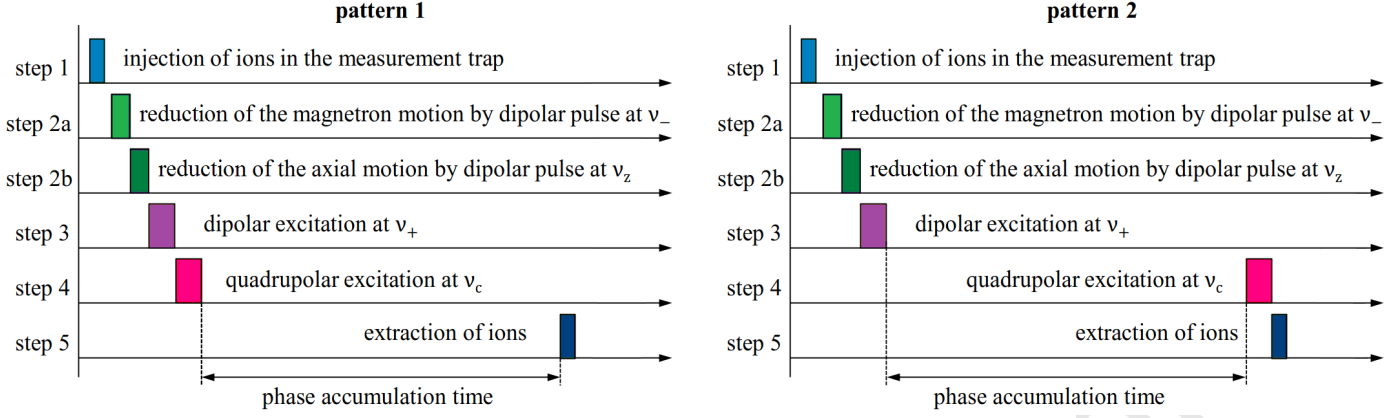 pattern 1
step 1 injection of ions in the measurement trap
step 2a reduction of the magnetron motion by dipolar pulse at ν₋
step 2b reduction of the axial motion by dipolar pulse at νz
step 3 dipolar excitation at ν₊
step 4 quadrupolar excitation at νc
step 5 extraction of ions
phase accumulation time
pattern 2
step 1 injection of ions in the measurement trap
step 2a reduction of the magnetron motion by dipolar pulse at ν₋
step 2b reduction of the axial motion by dipolar pulse at νz
step 3 dipolar excitation at ν₊
step 4 quadrupolar excitation at νc
step 5 extraction of ions
phase accumulation time